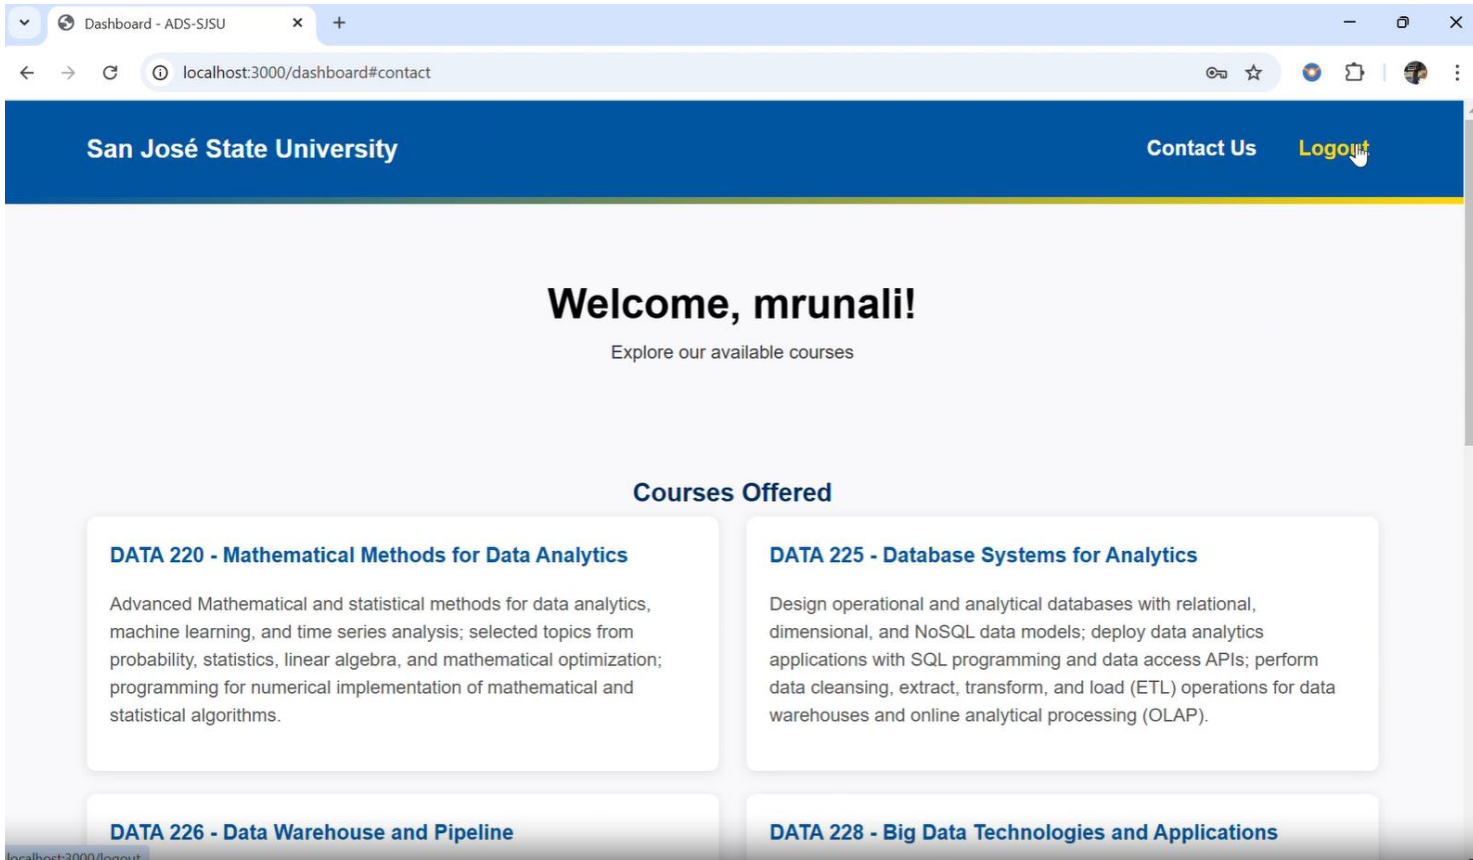 Dashboard - ADS-SJSU
localhost:3000/dashboard#contact
San José State University
Contact Us
Logout
Welcome, mrunali!
Explore our available courses
Courses Offered
DATA 220 - Mathematical Methods for Data Analytics
Advanced Mathematical and statistical methods for data analytics,
machine learning, and time series analysis; selected topics from
probability, statistics, linear algebra, and mathematical optimization;
programming for numerical implementation of mathematical and
statistical algorithms.
DATA 225 - Database Systems for Analytics
Design operational and analytical databases with relational,
dimensional, and NoSQL data models; deploy data analytics
applications with SQL programming and data access APIs; perform
data cleansing, extract, transform, and load (ETL) operations for data
warehouses and online analytical processing (OLAP).
DATA 226 - Data Warehouse and Pipeline
DATA 228 - Big Data Technologies and Applications
localhost:3000/logout